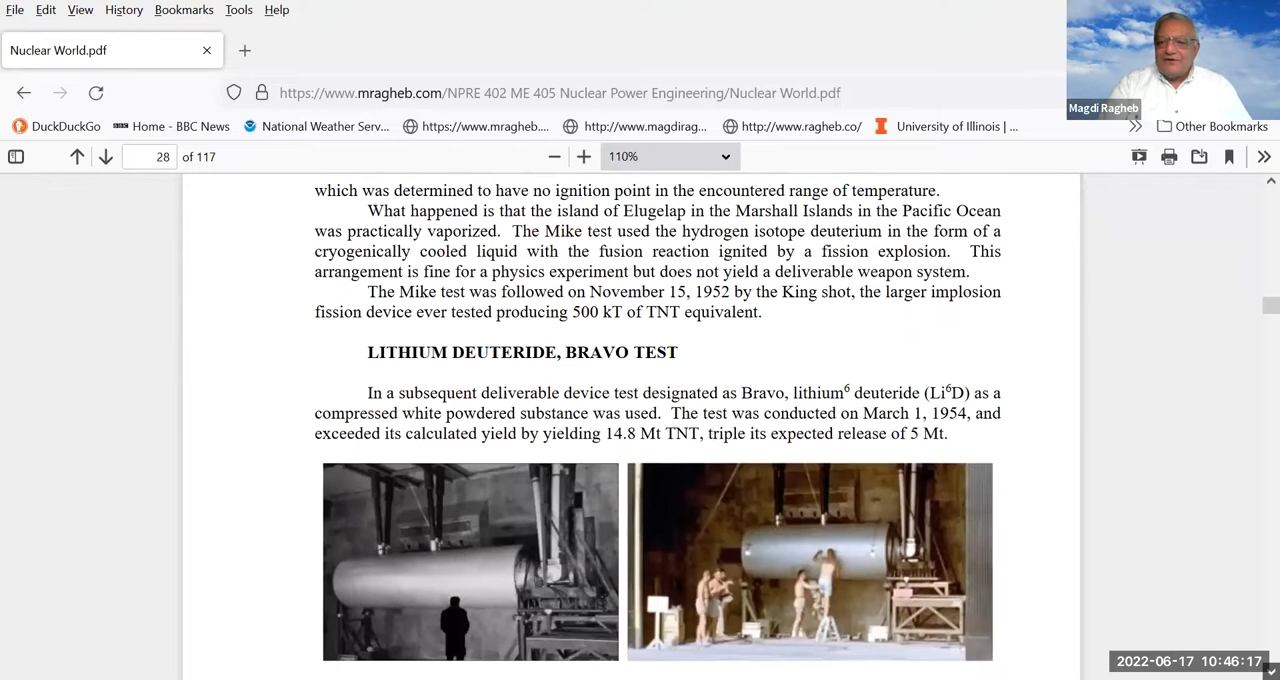 File Edit View History Bookmarks Tools Help
Nuclear World.pdf
https://www.mragheb.com/NPRE 402 ME 405 Nuclear Power Engineering/Nuclear World.pdf
Magdi Ragheb
DuckDuckGo BBC Home - BBC News National Weather Serv... https://www.mragheb.... http://www.magdirag... http://www.ragheb.co/ I University of Illinois | ... Other Bookmarks
28 of 117 110%
which was determined to have no ignition point in the encountered range of temperature.
What happened is that the island of Elugelap in the Marshall Islands in the Pacific Ocean
was practically vaporized. The Mike test used the hydrogen isotope deuterium in the form of a
cryogenically cooled liquid with the fusion reaction ignited by a fission explosion. This
arrangement is fine for a physics experiment but does not yield a deliverable weapon system.
The Mike test was followed on November 15, 1952 by the King shot, the larger implosion
fission device ever tested producing 500 kT of TNT equivalent.
LITHIUM DEUTERIDE, BRAVO TEST
In a subsequent deliverable device test designated as Bravo, lithium⁶ deuteride (Li⁶D) as a
compressed white powdered substance was used. The test was conducted on March 1, 1954, and
exceeded its calculated yield by yielding 14.8 Mt TNT, triple its expected release of 5 Mt.
2022-06-17 10:46:17